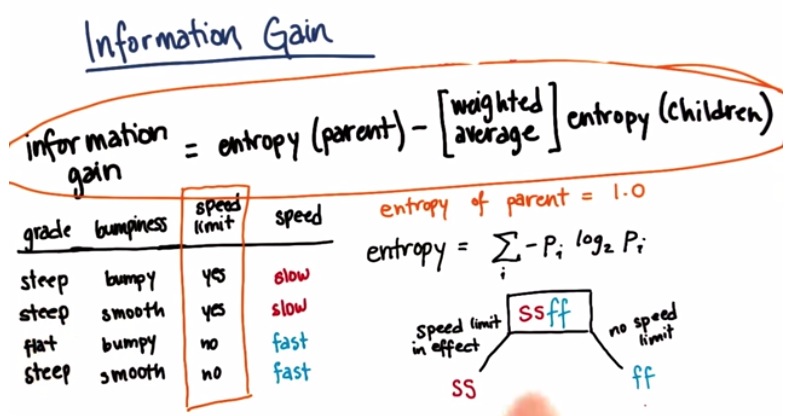 Information Gain
information gain = entropy (parent) - [weighted average] entropy (children)
grade bumpiness speed limit speed
steep bumpy yes slow
steep smooth yes slow
flat bumpy no fast
steep smooth no fast
entropy of parent = 1.0
entropy = Σ_i -P_i log₂ P_i
speed limit in effect
ssff
no speed limit
ss
ff